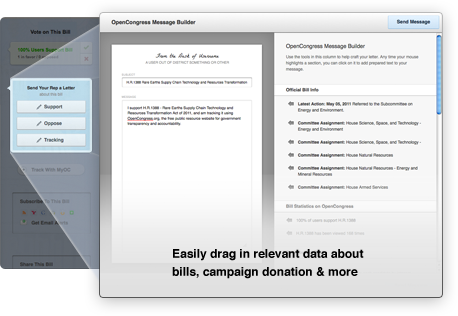 Vote on This Bill
100% Users Support Bill
Send Your Rep a Letter
about this bill
Support
Oppose
Tracking
Track With MyOC
Subscribe To This Bill
Get Email Alerts
Share This Bill
OpenCongress Message Builder
Send Message
From the Desk of Someone
A USER OUT OF DISTRICT SOMETHING OR OTHER
SUBJECT
H.R.1388 Rare Earths Supply Chain Technology and Resources Transformation
MESSAGE
I support H.R.1388 - Rare Earths Supply Chain Technology and
Resources Transformation Act of 2011, and am tracking it using
OpenCongress.org, the free public resource website for government
transparency and accountability.
OpenCongress Message Builder
Use the tools in this column to help craft your letter. Any time your mouse
highlights a section, you can click on it to add prepared text to your
message.
Official Bill Info
Latest Action: May 05, 2011 Referred to the Subcommittee on
Energy and Environment.
Committee Assignment: House Science, Space, and Technology -
Energy and Environment
Committee Assignment: House Science, Space, and Technology
Committee Assignment: House Natural Resources
Committee Assignment: House Natural Resources - Energy and
Mineral Resources
Committee Assignment: House Armed Services
Bill Statistics on OpenCongress
100% of users support H.R.1388
Easily drag in relevant data about
bills, campaign donation & more